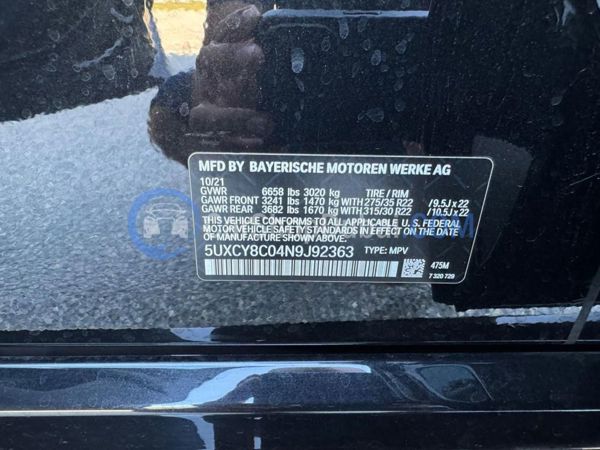 MFD BY BAYERISCHE MOTOREN WERKE AG
10/21
GVWR 6658 lbs 3020 kg TIRE / RIM
GAWR FRONT 3241 lbs 1470 kg WITH 275/35 R22 / 9.5J x 22
GAWR REAR 3682 lbs 1670 kg WITH 315/30 R22 / 10.5J x 22
THIS VEHICLE CONFORMS TO ALL APPLICABLE U. S. FEDERAL
MOTOR VEHICLE SAFETY STANDARDS IN EFFECT ON THE DATE
OF MANUFACTURE SHOWN ABOVE.
5UXCY8C04N9J92363 TYPE: MPV
475M
7 320 729